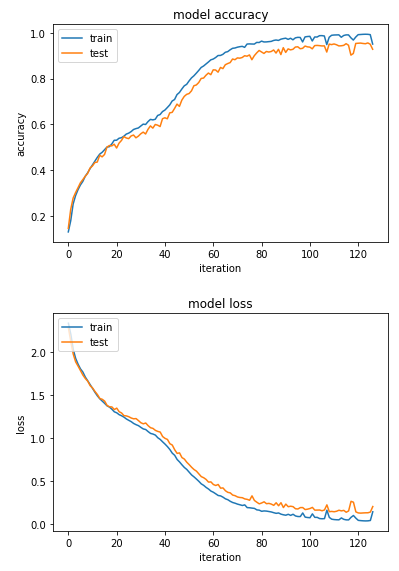 model accuracy
train
test
1.0
0.8
0.6
0.4
0.2
accuracy
0 20 40 60 80 100 120
iteration
model loss
train
test
2.0
1.5
1.0
0.5
0.0
loss
0 20 40 60 80 100 120
iteration